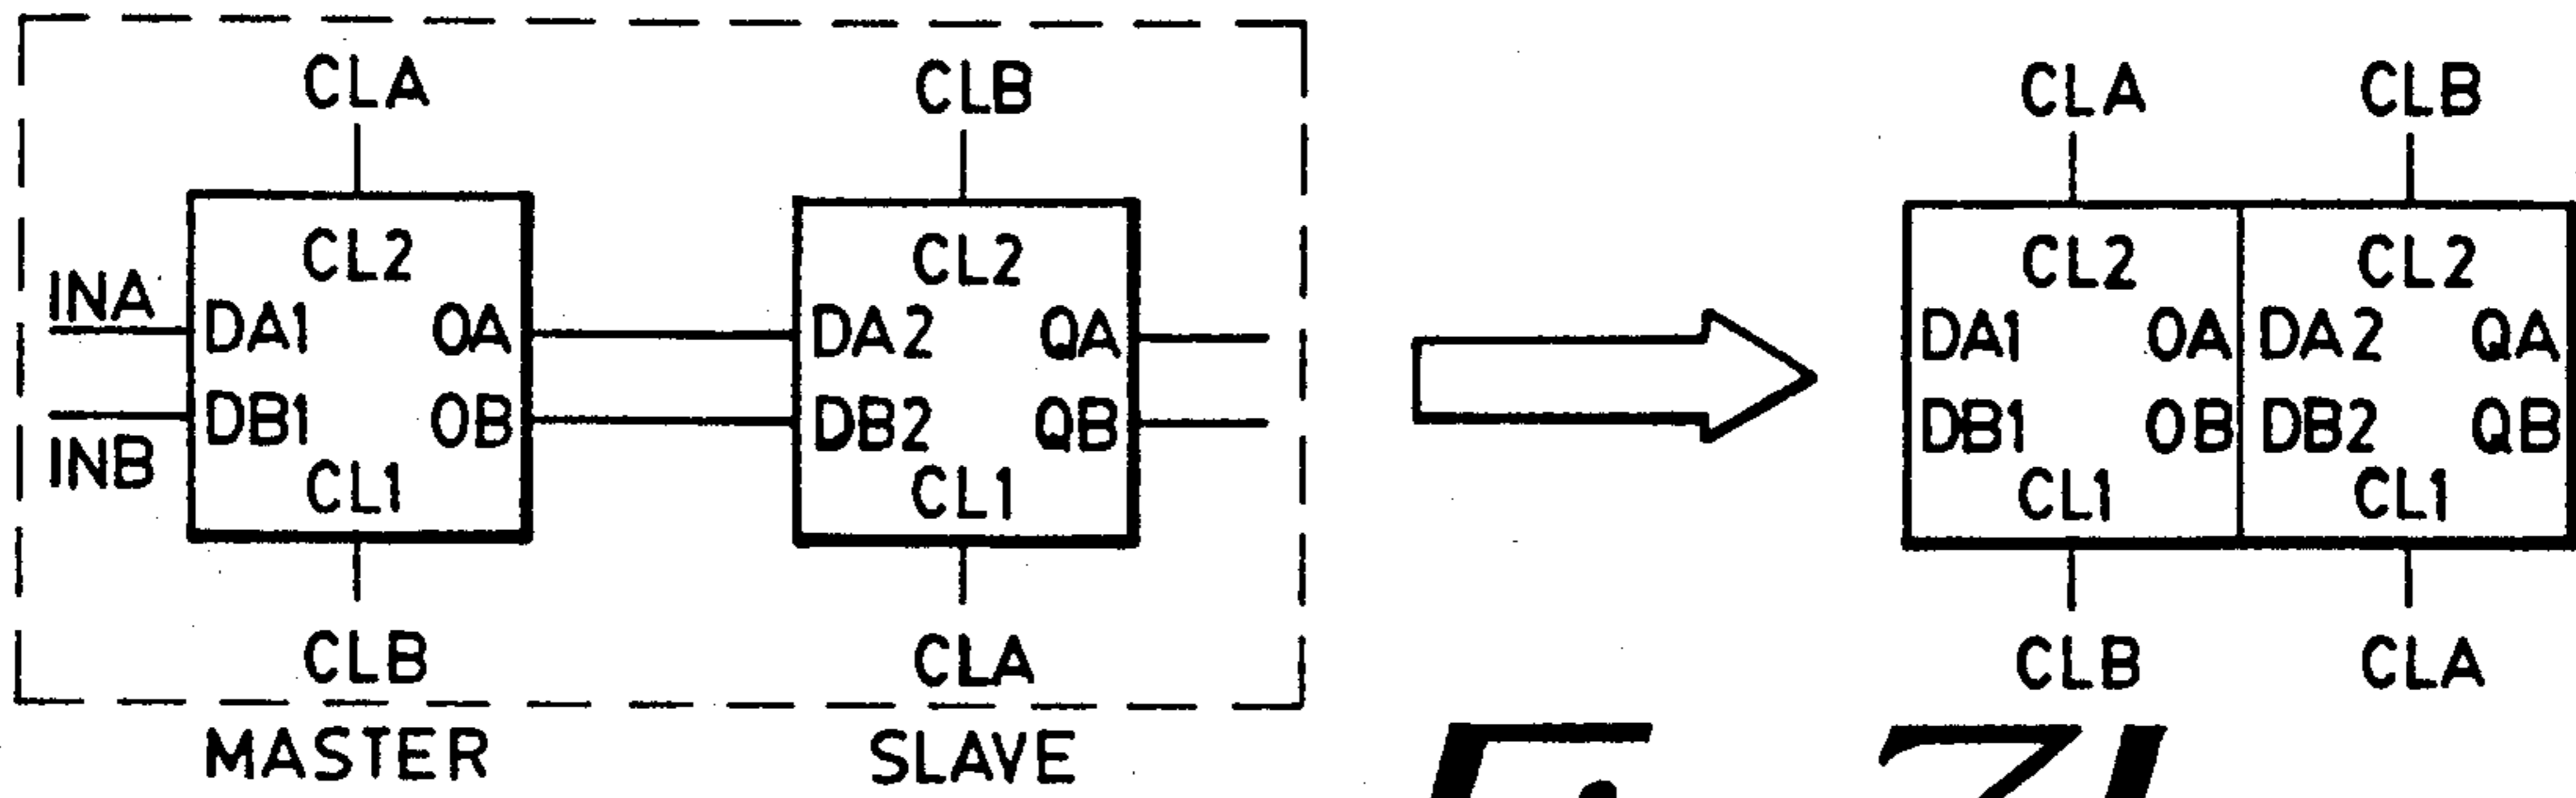 CLA CLB CLA CLB
CL2 CL2 CL2 CL2
INA DA1 OA DA2 QA DA1 OA DA2 QA
INB DB1 OB DB2 QB DB1 OB DB2 QB
CL1 CL1 CL1 CL1
CLB CLA CLB CLA
MASTER SLAVE